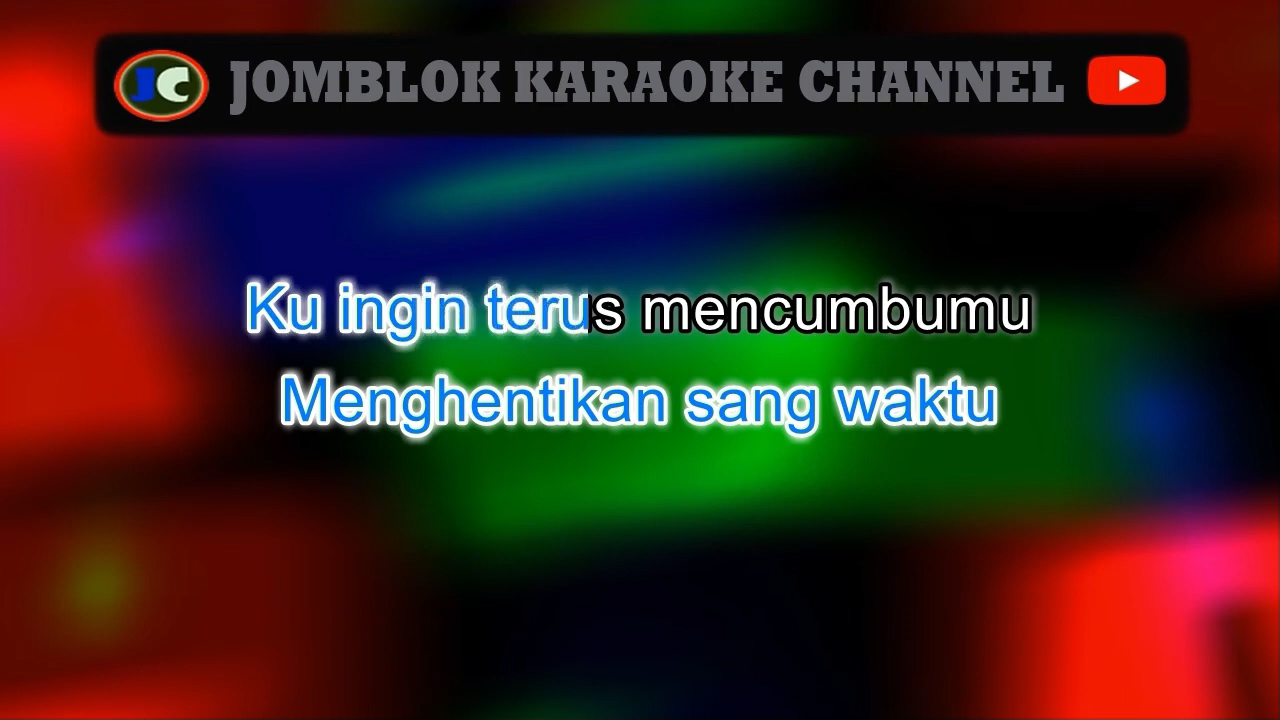 JC JOMBLOK KARAOKE CHANNEL
Ku ingin terus mencumbumu
Menghentikan sang waktu